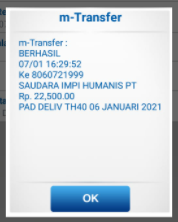 m-Transfer
m-Transfer :
BERHASIL
07/01 16:29:52
Ke 8060721999
SAUDARA IMPI HUMANIS PT
Rp. 22,500.00
PAD DELIV TH40 06 JANUARI 2021
OK